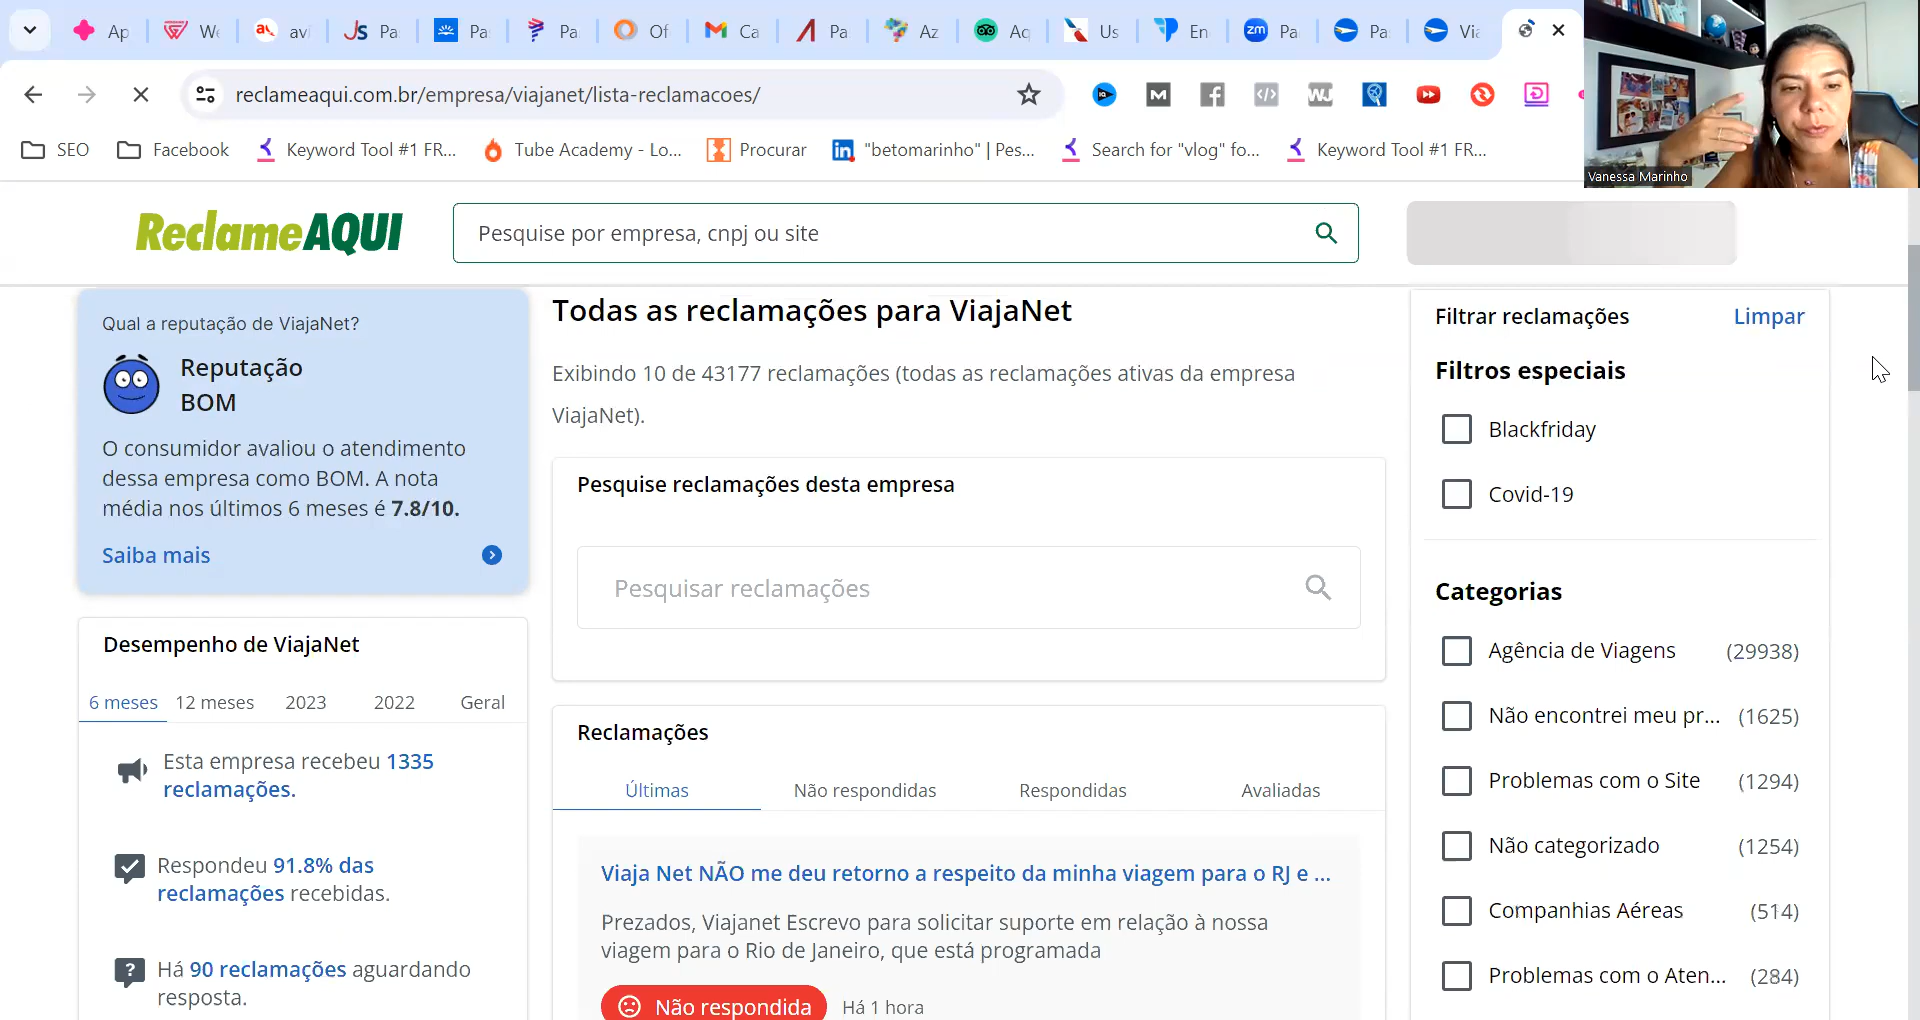 Ap
We
avi
Pa
Pa
Pa
Of
Ca
Pa
Az
Aq
Us
En
zm Pa
Pa
Via
reclameaqui.com.br/empresa/viajanet/lista-reclamacoes/
SEO
Facebook
Keyword Tool #1 FR...
Tube Academy - Lo...
Procurar
in "betomarinho" | Pes...
Search for "vlog" fo...
Keyword Tool #1 FR...
Vanessa Marinho
ReclameAQUI
Pesquise por empresa, cnpj ou site
Qual a reputação de ViajaNet?
Reputação
BOM
O consumidor avaliou o atendimento
dessa empresa como BOM. A nota
média nos últimos 6 meses é 7.8/10.
Saiba mais
Desempenho de ViajaNet
6 meses 12 meses 2023 2022 Geral
Esta empresa recebeu 1335
reclamações.
Respondeu 91.8% das
reclamações recebidas.
Há 90 reclamações aguardando
resposta.
Todas as reclamações para ViajaNet
Exibindo 10 de 43177 reclamações (todas as reclamações ativas da empresa
ViajaNet).
Pesquise reclamações desta empresa
Pesquisar reclamações
Reclamações
Últimas Não respondidas Respondidas Avaliadas
Viaja Net NÃO me deu retorno a respeito da minha viagem para o RJ e ...
Prezados, Viajanet Escrevo para solicitar suporte em relação à nossa
viagem para o Rio de Janeiro, que está programada
Não respondida Há 1 hora
Filtrar reclamações Limpar
Filtros especiais
Blackfriday
Covid-19
Categorias
Agência de Viagens (29938)
Não encontrei meu pr... (1625)
Problemas com o Site (1294)
Não categorizado (1254)
Companhias Aéreas (514)
Problemas com o Aten... (284)